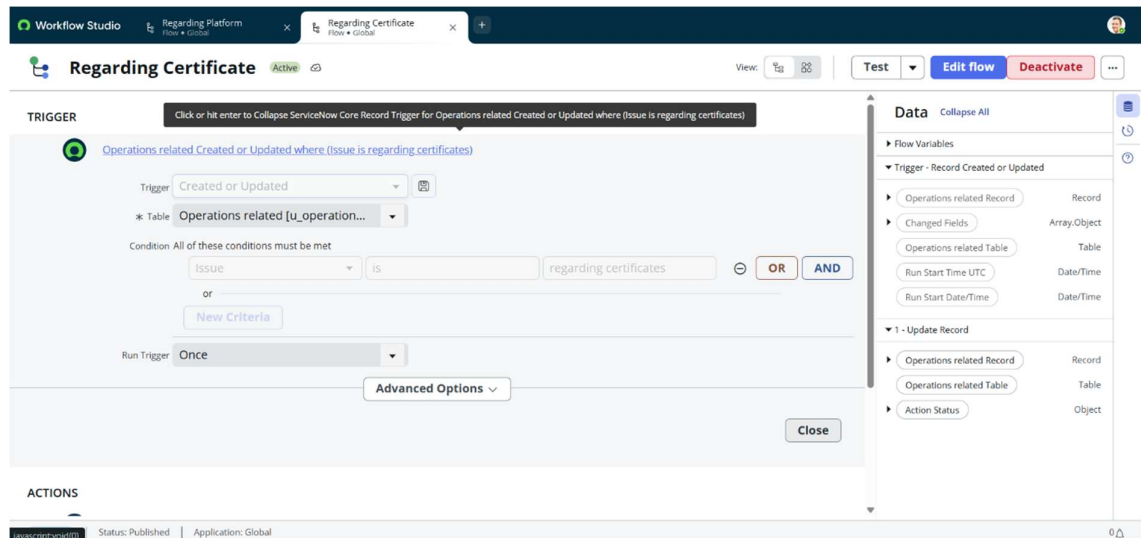 Workflow Studio
Regarding Platform
Flow • Global
Regarding Certificate
Flow • Global
Regarding Certificate
Active
View:
Test
Edit flow
Deactivate
TRIGGER
Click or hit enter to Collapse ServiceNow Core Record Trigger for Operations related Created or Updated where (Issue is regarding certificates)
Operations related Created or Updated where (Issue is regarding certificates)
Trigger Created or Updated
* Table Operations related [u_operation...
Condition All of these conditions must be met
Issue is regarding certificates OR AND
or
New Criteria
Run Trigger Once
Advanced Options
Close
ACTIONS
Data Collapse All
Flow Variables
Trigger - Record Created or Updated
Operations related Record Record
Changed Fields Array.Object
Operations related Table Table
Run Start Time UTC Date/Time
Run Start Date/Time Date/Time
1 - Update Record
Operations related Record Record
Operations related Table Table
Action Status Object
javascript:void(0) Status: Published | Application: Global
0